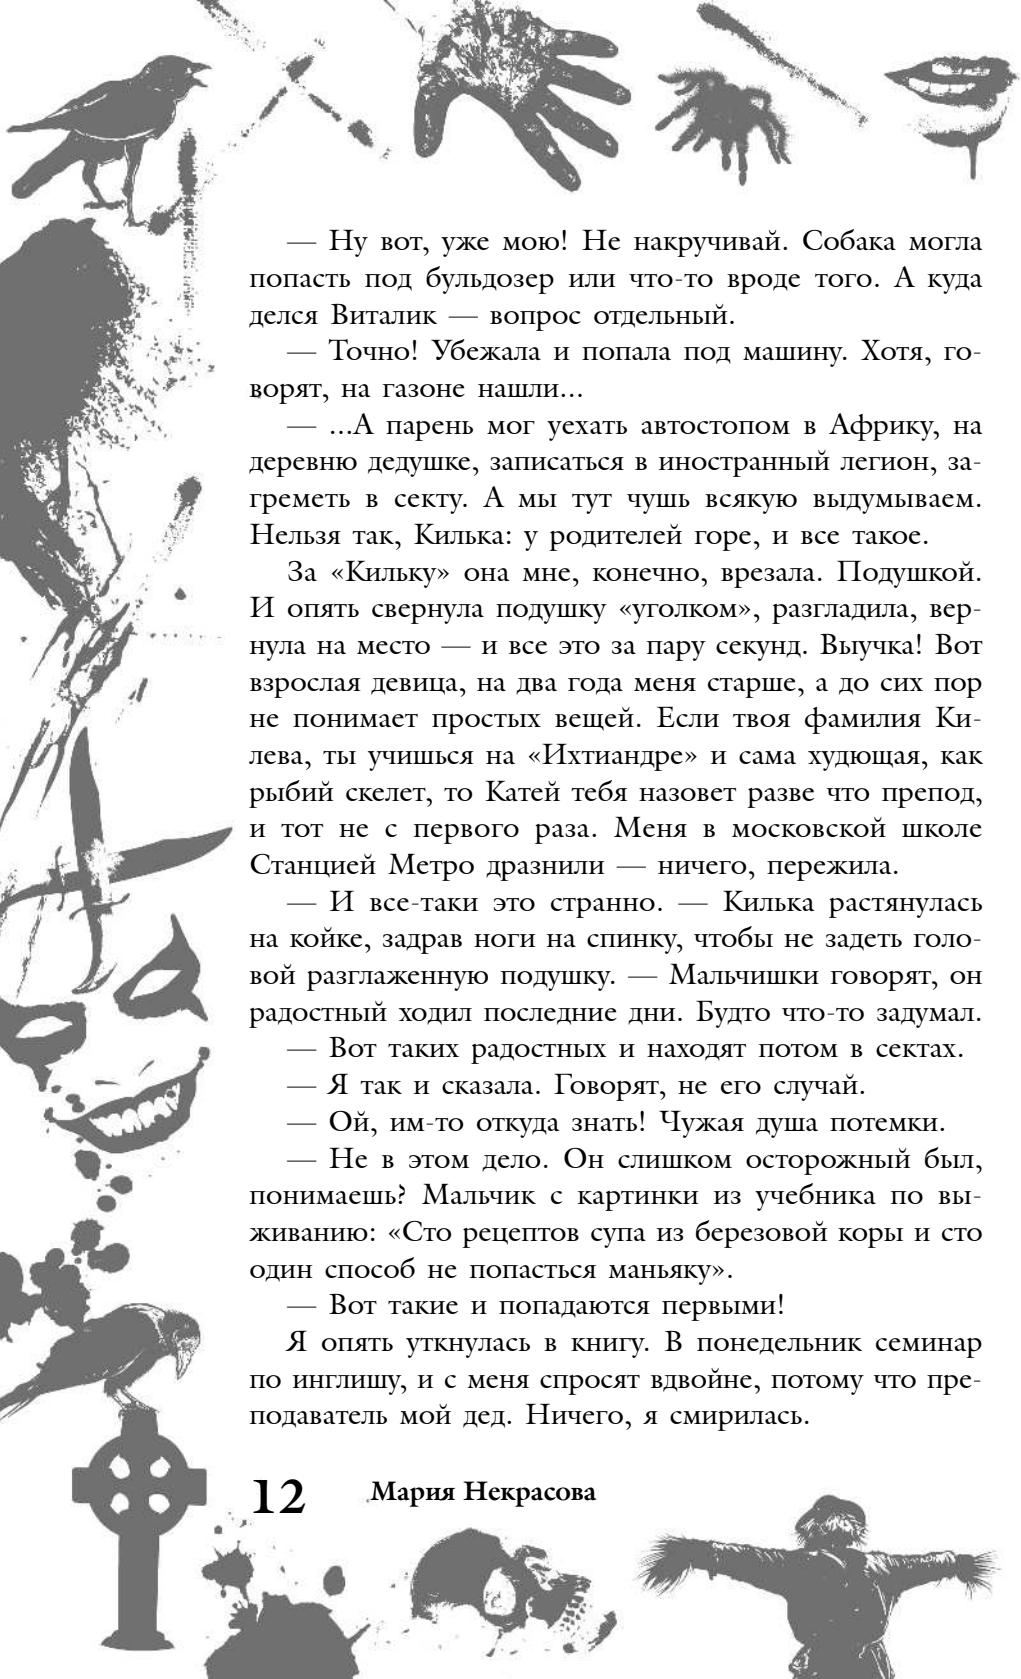 — Ну вот, уже мою! Не накручивай. Собака могла
попасть под бульдозер или что-то вроде того. А куда
делся Виталик — вопрос отдельный.
— Точно! Убежала и попала под машину. Хотя, го-
ворят, на газоне нашли...
— ...А парень мог уехать автостопом в Африку, на
деревню дедушке, записаться в иностранный легион, за-
греметь в секту. А мы тут чушь всякую выдумываем.
Нельзя так, Килька: у родителей горе, и все такое.
За «Кильку» она мне, конечно, врезала. Подушкой.
И опять свернула подушку «уголком», разгладила, вер-
нула на место — и все это за пару секунд. Выучка! Вот
взрослая девица, на два года меня старше, а до сих пор
не понимает простых вещей. Если твоя фамилия Ки-
лева, ты учишься на «Ихтиандре» и сама худющая, как
рыбий скелет, то Катей тебя назовет разве что препод,
и тот не с первого раза. Меня в московской школе
Станцией Метро дразнили — ничего, пережила.
— И все-таки это странно. — Килька растянулась
на койке, задрав ноги на спинку, чтобы не задеть голо-
вой разглаженную подушку. — Мальчишки говорят, он
радостный ходил последние дни. Будто что-то задумал.
— Вот таких радостных и находят потом в сектах.
— Я так и сказала. Говорят, не его случай.
— Ой, им-то откуда знать! Чужая душа потемки.
— Не в этом дело. Он слишком осторожный был,
понимаешь? Мальчик с картинки из учебника по вы-
живанию: «Сто рецептов супа из березовой коры и сто
один способ не попасться маньяку».
— Вот такие и попадаются первыми!
Я опять уткнулась в книгу. В понедельник семинар
по инглишу, и с меня спросят вдвойне, потому что пре-
подаватель мой дед. Ничего, я смирилась.
12 Мария Некрасова